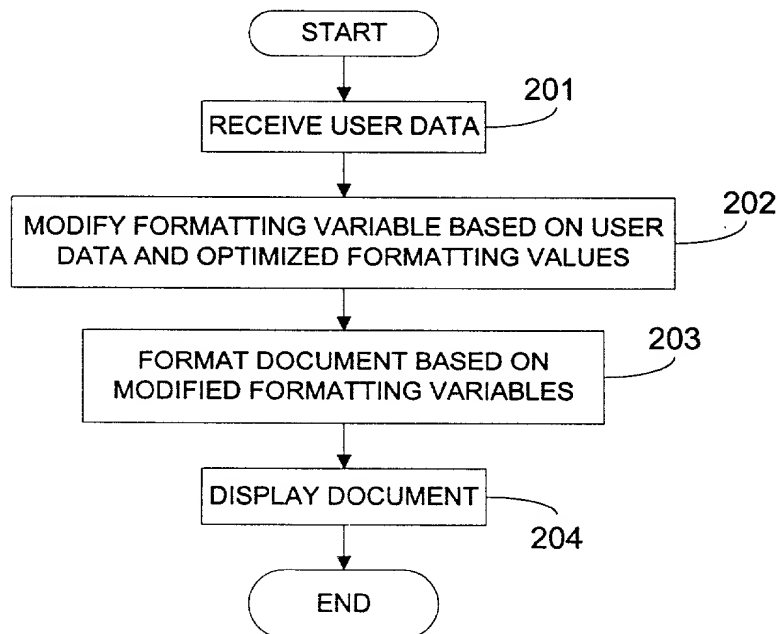 START
201
RECEIVE USER DATA
202
MODIFY FORMATTING VARIABLE BASED ON USER
DATA AND OPTIMIZED FORMATTING VALUES
203
FORMAT DOCUMENT BASED ON
MODIFIED FORMATTING VARIABLES
DISPLAY DOCUMENT
204
END